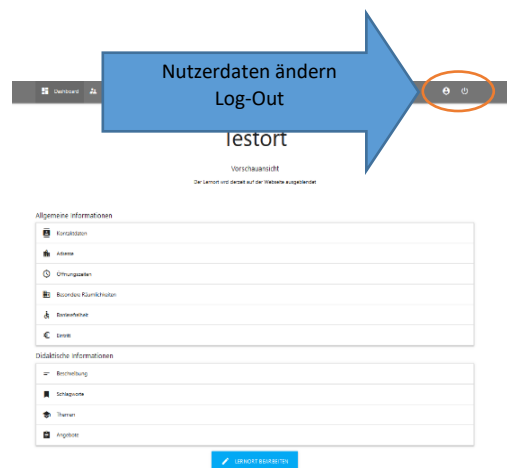 Nutzerdaten ändern
Log-Out
Dashboard
Testort
Vorschauansicht
Der Lernort wird derzeit auf der Webseite ausgeblendet
Allgemeine Informationen
Kontaktdaten
Adresse
Öffnungszeiten
Besondere Räumlichkeiten
Barrierefreiheit
Eintritt
Didaktische Informationen
Beschreibung
Schlagworte
Themen
Angebote
LERNORT BEARBEITEN